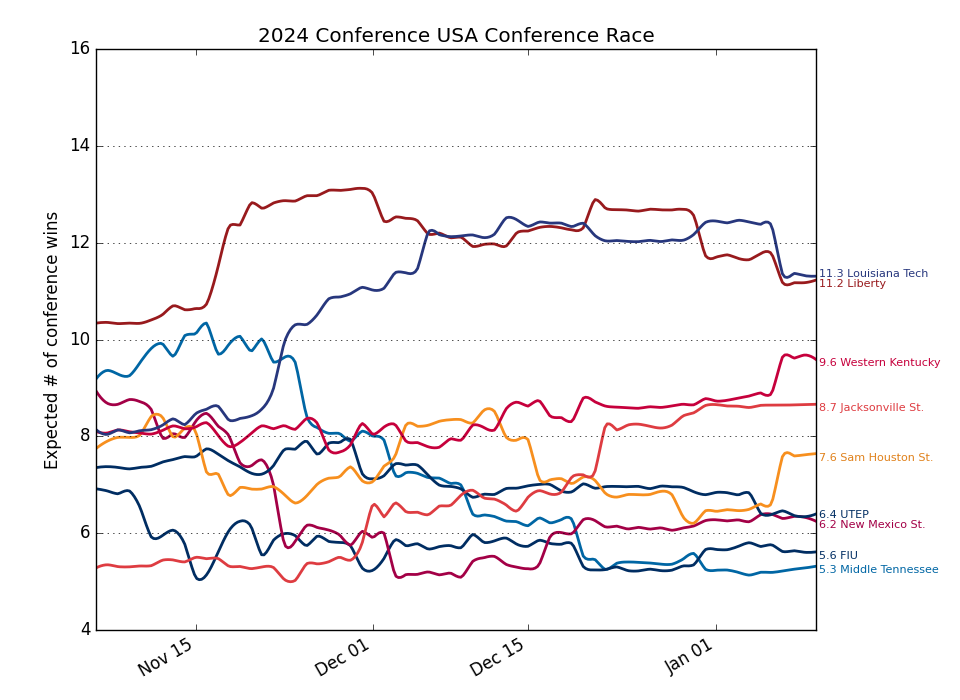 2024 Conference USA Conference Race
Expected # of conference wins
16
14
12
10
8
6
4
11.3 Louisiana Tech
11.2 Liberty
9.6 Western Kentucky
8.7 Jacksonville St.
7.6 Sam Houston St.
6.4 UTEP
6.2 New Mexico St.
5.6 FIU
5.3 Middle Tennessee
Nov 15
Dec 01
Dec 15
Jan 01